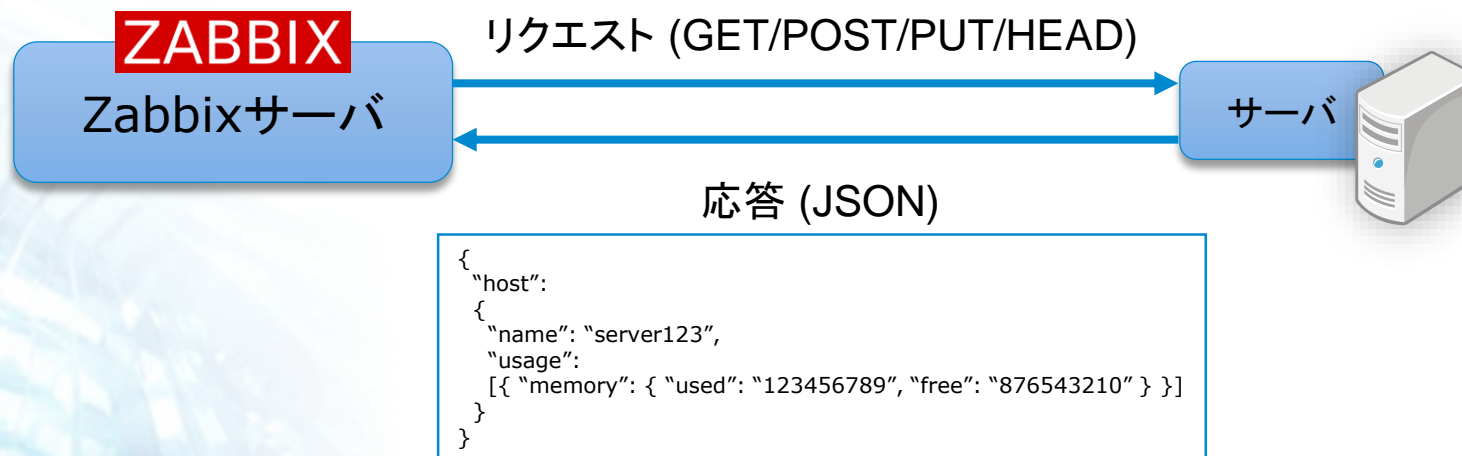 ZABBIX
Zabbixサーバ
リクエスト (GET/POST/PUT/HEAD)
サーバ
応答 (JSON)
{
“host”:
{
“name”: “server123”,
“usage”:
[{ “memory”: { “used”: “123456789”, “free”: “876543210” } }]
}
}